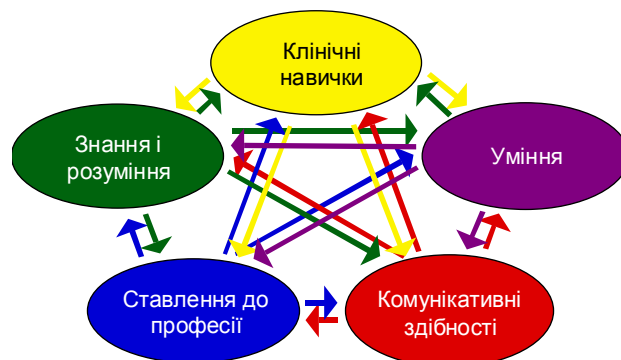 Клінічні
навички
Знання і
розуміння
Уміння
Ставлення до
професії
Комунікативні
здібності